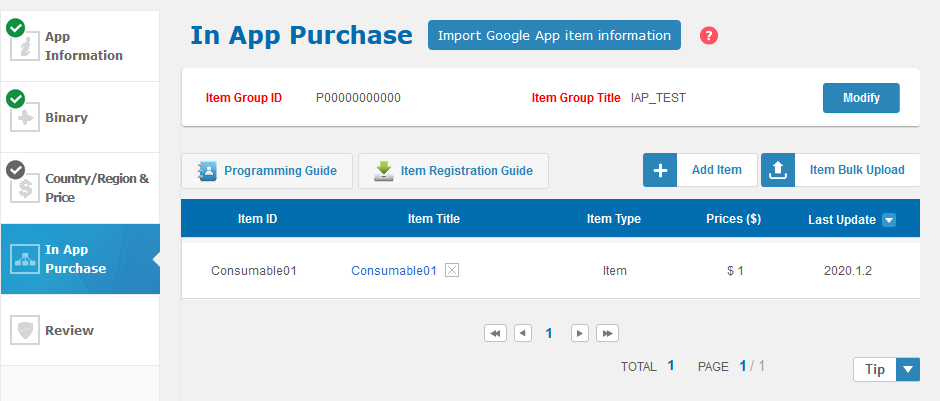 App
Information
Binary
Country/Region &
Price
In App
Purchase
Review
In App Purchase
Import Google App item information
?
Item Group ID P00000000000 Item Group Title IAP_TEST Modify
Programming Guide Item Registration Guide Add Item Item Bulk Upload
Item ID Item Title Item Type Prices ($) Last Update
Consumable01 Consumable01 Item $ 1 2020.1.2
1
TOTAL 1 PAGE 1 / 1
Tip